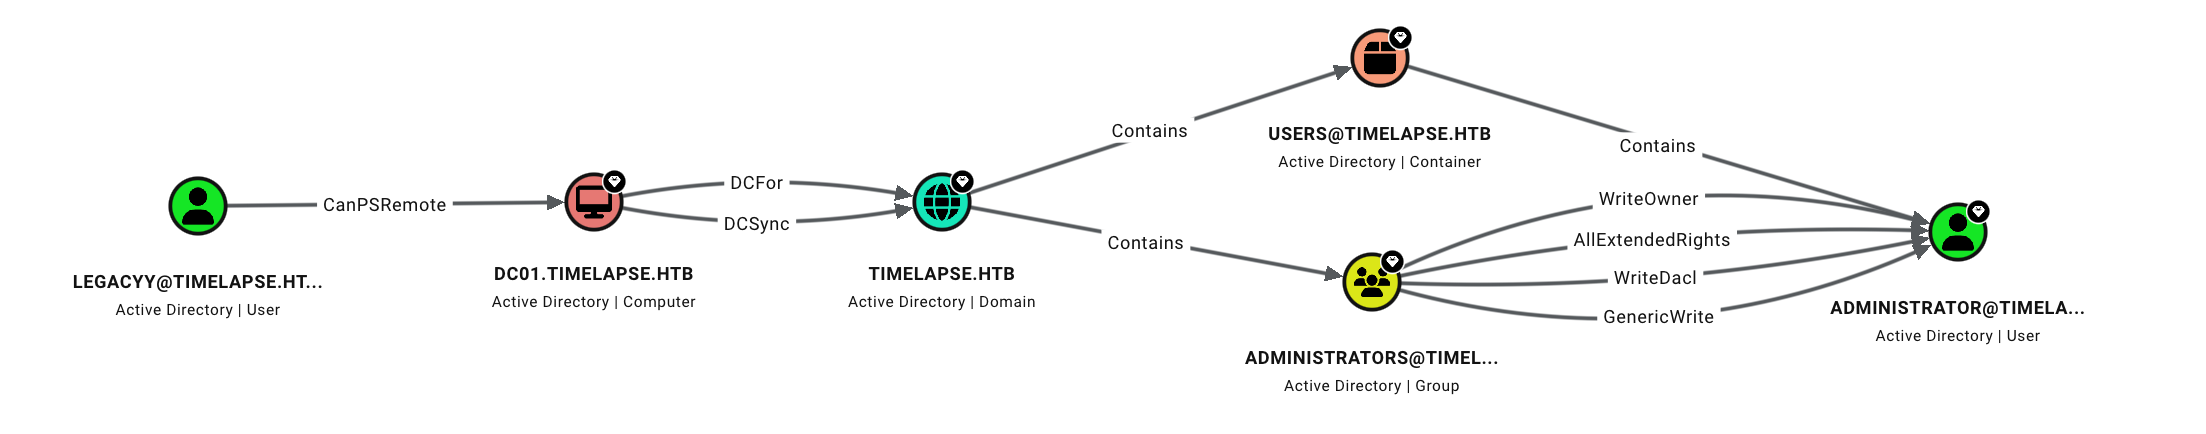 LEGACYY@TIMELAPSE.HT...
Active Directory | User
CanPSRemote
DC01.TIMELAPSE.HTB
Active Directory | Computer
DCFor
DCSync
TIMELAPSE.HTB
Active Directory | Domain
Contains
Contains
USERS@TIMELAPSE.HTB
Active Directory | Container
ADMINISTRATORS@TIMEL...
Active Directory | Group
Contains
WriteOwner
AllExtendedRights
WriteDacl
GenericWrite
ADMINISTRATOR@TIMELA...
Active Directory | User